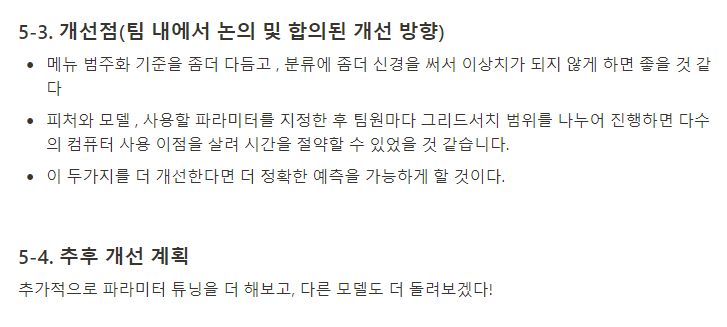 5-3. 개선점(팀 내에서 논의 및 합의된 개선 방향)
메뉴 범주화 기준을 좀더 다듬고 , 분류에 좀더 신경을 써서 이상치가 되지 않게 하면 좋을 것 같
다
피처와 모델 , 사용할 파라미터를 지정한 후 팀원마다 그리드서치 범위를 나누어 진행하면 다수
의 컴퓨터 사용 이점을 살려 시간을 절약할 수 있었을 것 같습니다.
이 두가지를 더 개선한다면 더 정확한 예측을 가능하게 할 것이다.
5-4. 추후 개선 계획
추가적으로 파라미터 튜닝을 더 해보고, 다른 모델도 더 돌려보겠다!